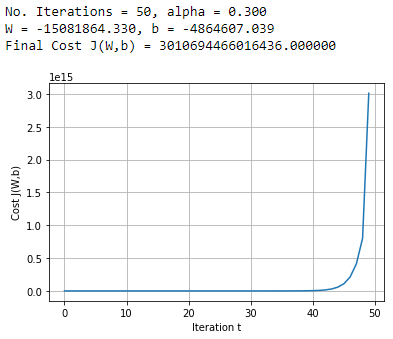 No. Iterations = 50, alpha = 0.300
W = -15081864.330, b = -4864607.039
Final Cost J(W,b) = 3010694466016436.000000
1e15
3.0
2.5
2.0
1.5
1.0
0.5
0.0
Cost J(W,b)
0 10 20 30 40 50
Iteration t